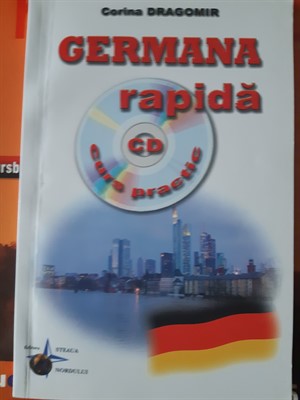 Corina DRAGOMIR
GERMANA
rapidă
CD
curs practic
Editura
STEAUA
NORDULUI